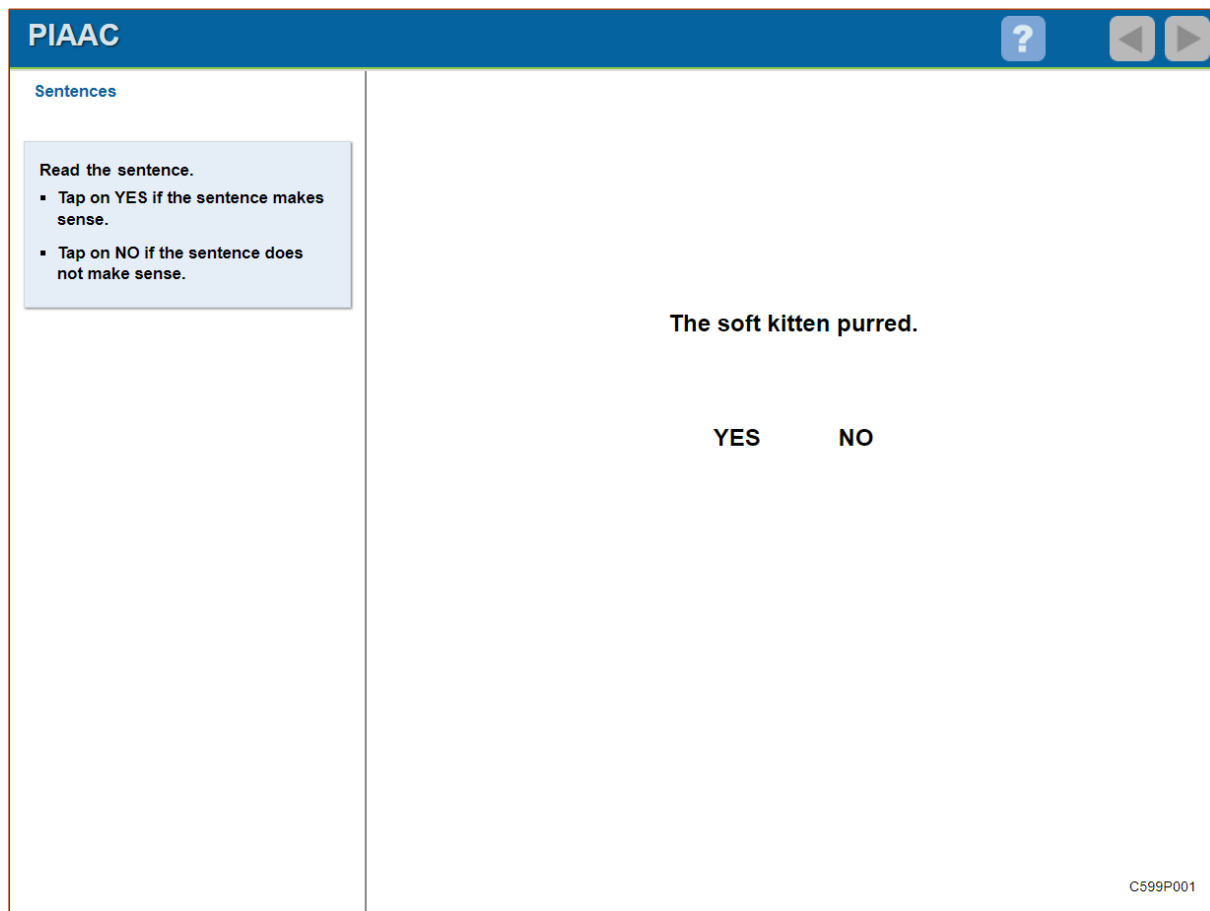 PIAAC
?
Sentences
Read the sentence.
▪ Tap on YES if the sentence makes
sense.
▪ Tap on NO if the sentence does
not make sense.
The soft kitten purred.
YES NO
C599P001